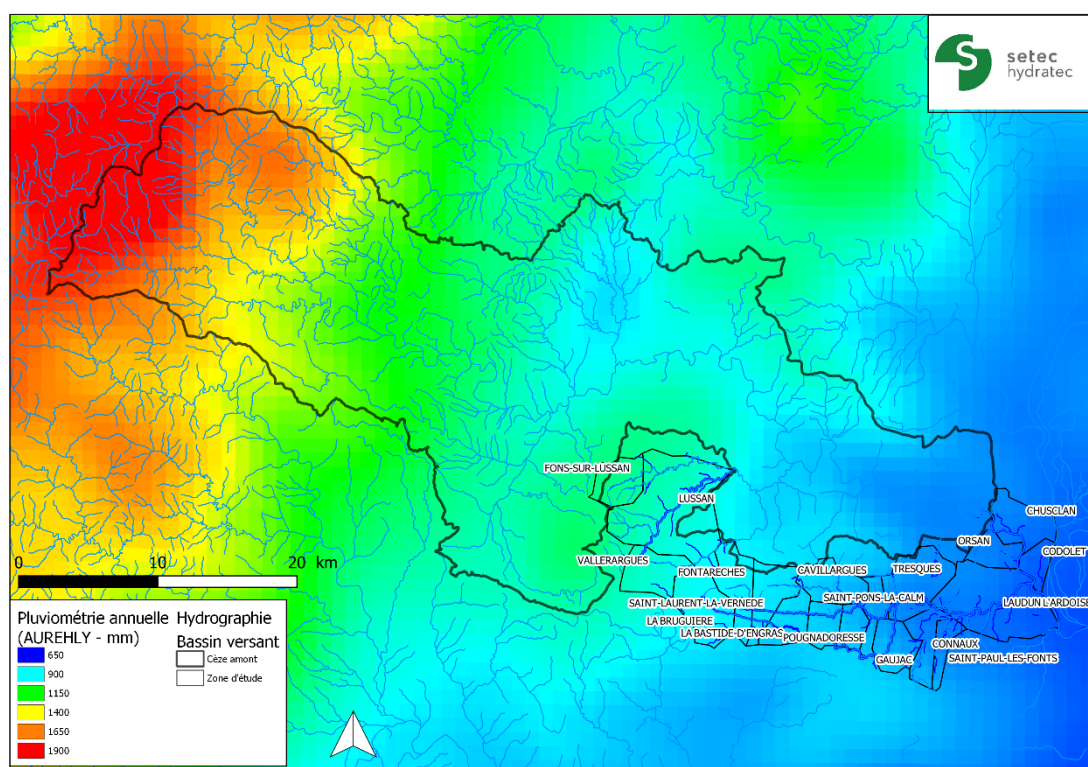 setec
hydratec
FONS-SUR-LUSSAN
LUSSAN
CHUSCLAN
ORSAN
CODOLET
VALLERARGUES
FONTARECHES
CAVILLARGUES
TRESQUES
SAINT-LAURENT-LA-VERNEDE
SAINT-PONS-LA-CALM
L'AUDUN L'ARDOISE
LA BRUGUIERE
LA BASTIDE-D'ENGRAS
POUGNADORESSE
CONNAUX
GAUJAC
SAINT-PAUL-LES-FONTS
0 10 20 km
Pluviométrie annuelle
(AUREHLY - mm)
650
900
1150
1400
1650
1900
Hydrographie
Bassin versant
Cèze amont
Zone d'étude